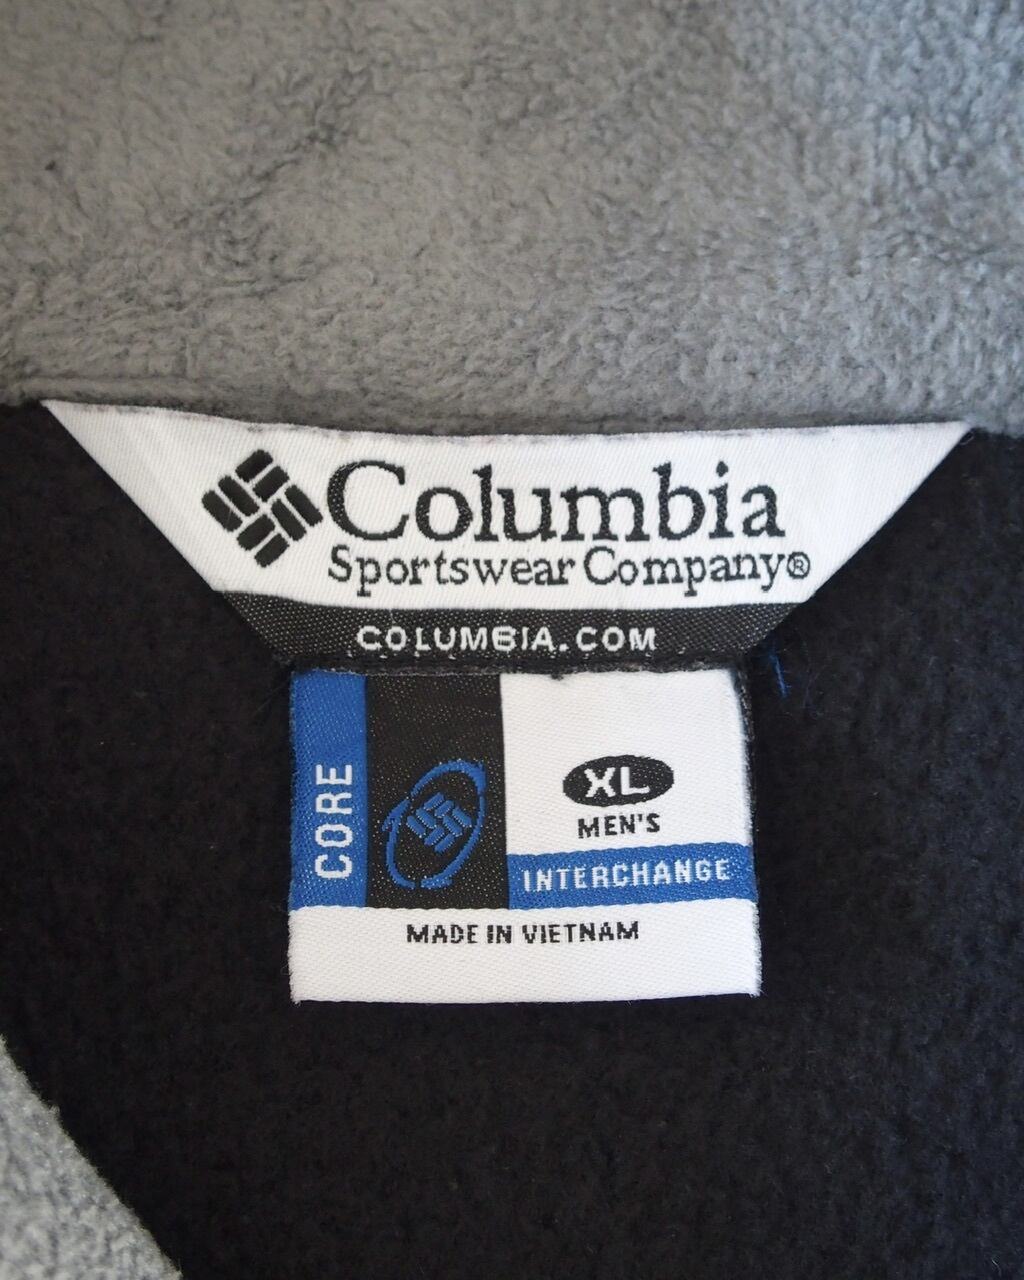 Columbia
Sportswear Company®
COLUMBIA.COM
CORE
XL
MEN'S
INTERCHANGE
MADE IN VIETNAM